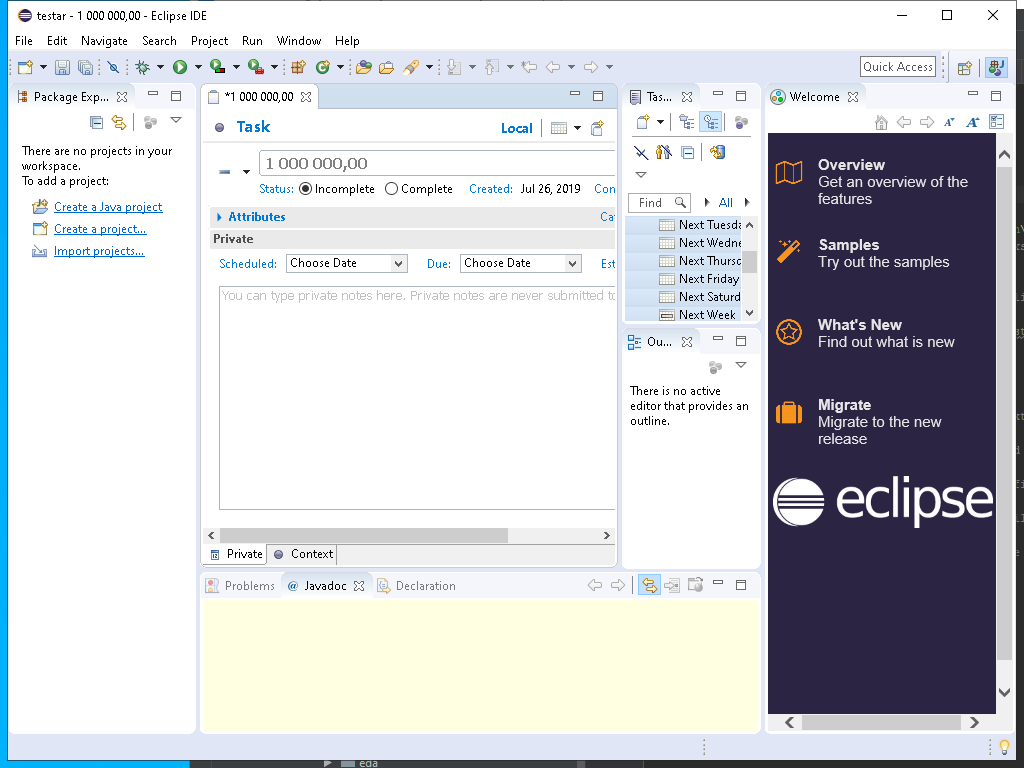 testar - 1 000 000,00 - Eclipse IDE
File Edit Navigate Search Project Run Window Help
Quick Access
Package Exp...
There are no projects in your
workspace.
To add a project:
Create a Java project
Create a project...
Import projects...
*1 000 000,00
Task
Local
1 000 000,00
Status: Incomplete Complete Created: Jul 26, 2019 Con
Attributes
Ca
Private
Scheduled: Choose Date Due: Choose Date Est
You can type private notes here. Private notes are never submitted to
Private Context
Tas...
Find All
Next Tuesda
Next Wedne
Next Thursd
Next Friday
Next Saturd
Next Week
Ou...
There is no active
editor that provides an
outline.
Problems @ Javadoc Declaration
Welcome
Overview
Get an overview of the
features
Samples
Try out the samples
What's New
Find out what is new
Migrate
Migrate to the new
release
eclipse
eda